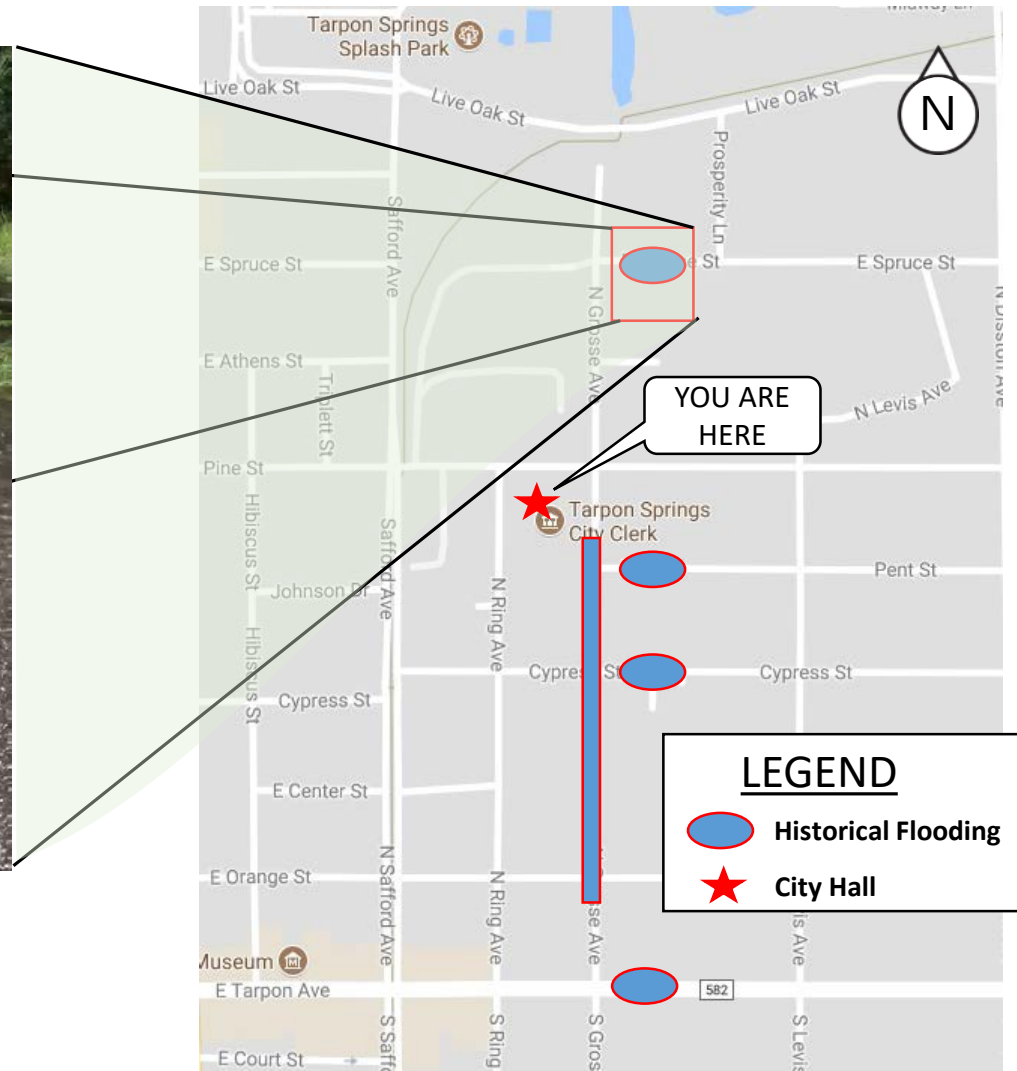 Tarpon Springs
Splash Park
N
Live Oak St
Live Oak St
Live Oak St
Prosperity Ln
Safford Ave
E Spruce St
St
E Spruce St
N Grosse Ave
N Disston Ave
E Athens St
Triplett St
YOU ARE
HERE
N Levis Ave
Pine St
Hibiscus St
Tarpon Springs
City Clerk
Safford Ave
Pent St
Johnson Dr
N Ring Ave
Hibiscus St
Cypress St
Cypress St
Cypress St
LEGEND
E Center St
Historical Flooding
N Safford Ave
E Orange St
N Ring Ave
City Hall
Museum
E Tarpon Ave
582
S Ring
S Gros
S Levis
E Court St